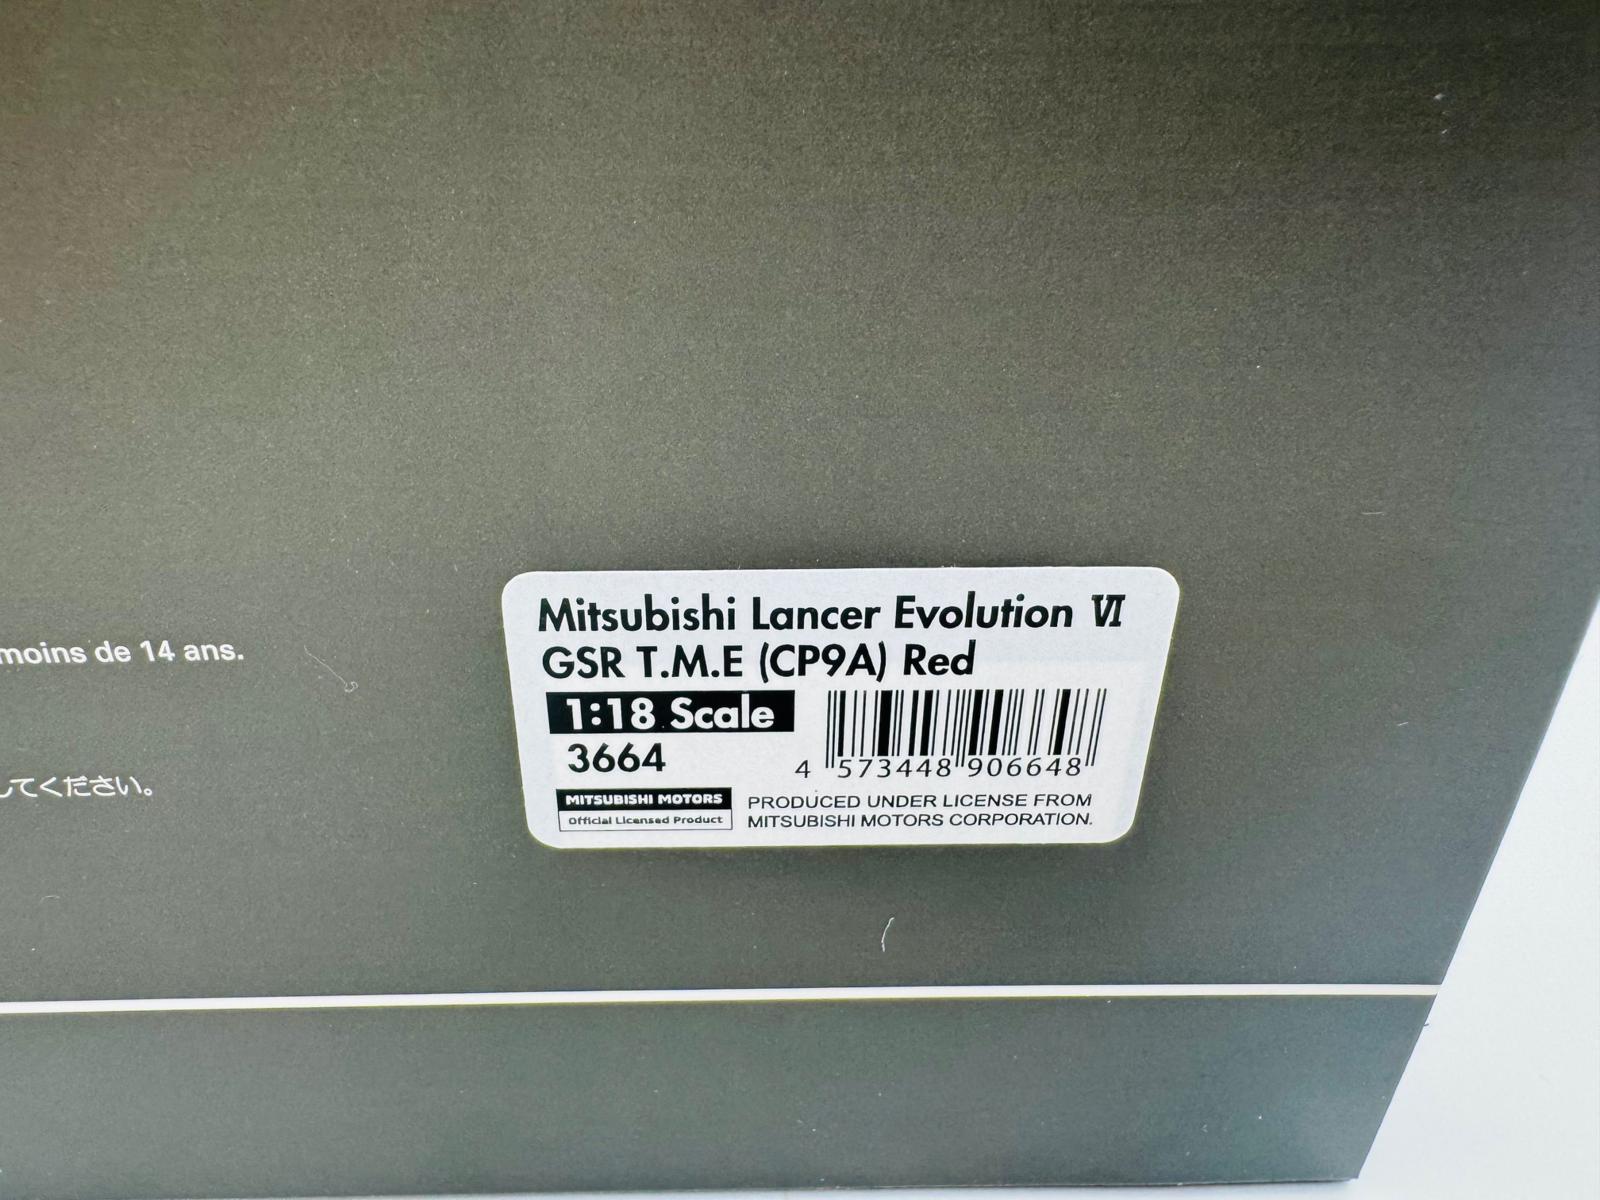 moins de 14 ans.
してください。
Mitsubishi Lancer Evolution Ⅵ
GSR T.M.E (CP9A) Red
1:18 Scale
3664
4 573448 906648
MITSUBISHI MOTORS
Official Licensed Product
PRODUCED UNDER LICENSE FROM
MITSUBISHI MOTORS CORPORATION.